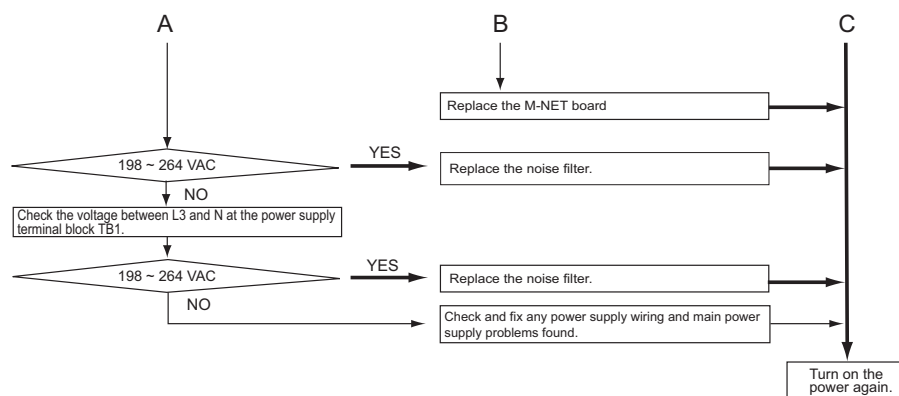 A
B
C
Replace the M-NET board
198 ~ 264 VAC
YES
Replace the noise filter.
NO
Check the voltage between L3 and N at the power supply
terminal block TB1.
198 ~ 264 VAC
YES
Replace the noise filter.
NO
Check and fix any power supply wiring and main power
supply problems found.
Turn on the
power again.